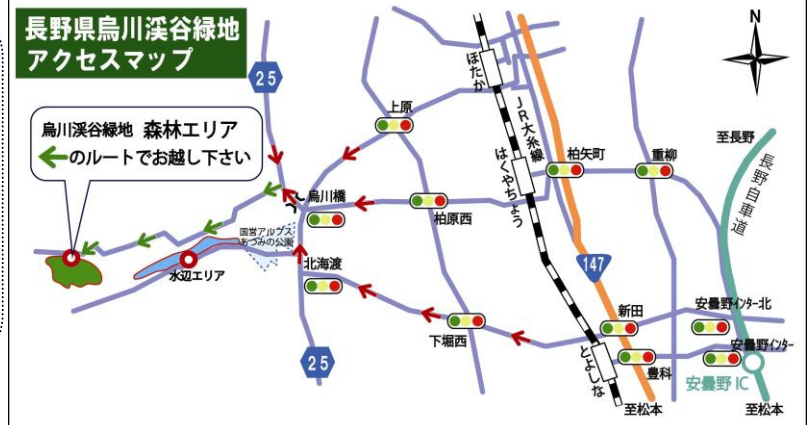 長野県烏川渓谷緑地
アクセスマップ
N
25
ほたか
上原
烏川渓谷緑地 森林エリア
のルートでお越し下さい
JR大糸線
はくやちょう
柏矢町
重柳
至長野
長野自車道
烏川橋
柏原西
国営アルプス
あづみの公園
水辺エリア
北海渡
147
新田
安曇野インター北
下堀西
安曇野インター
25
とよしな
豊科
安曇野IC
至松本
至松本